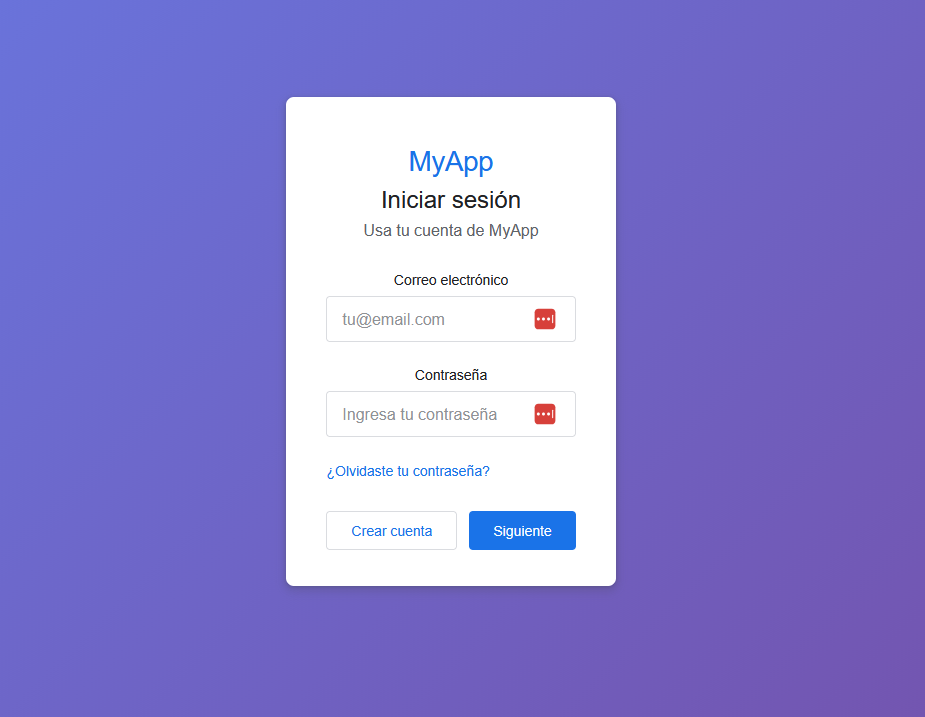 MyApp
Iniciar sesión
Usa tu cuenta de MyApp
Correo electrónico
tu@email.com
Contraseña
Ingresa tu contraseña
¿Olvidaste tu contraseña?
Crear cuenta
Siguiente